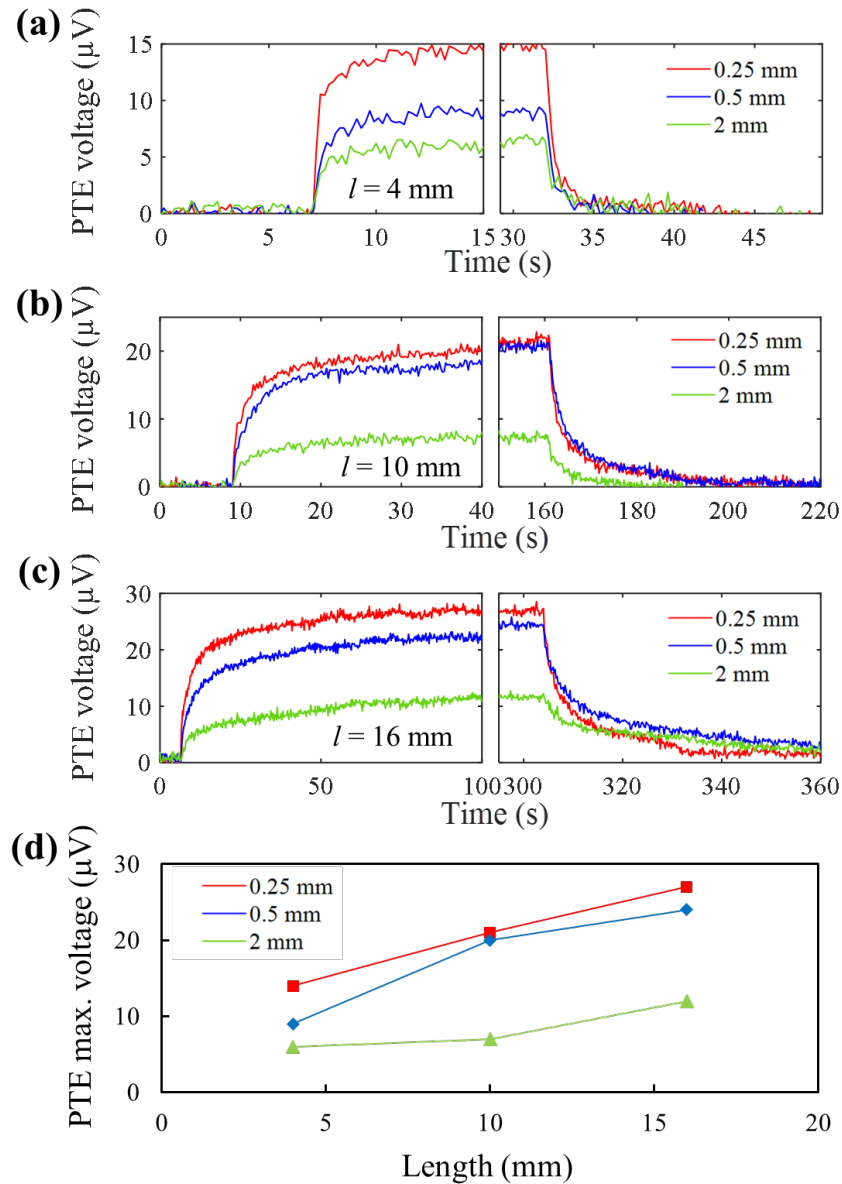 (a)
PTE voltage (µV)
15
10
5
0
0 5 10 15 30 35 40 45
0.25 mm
0.5 mm
2 mm
l = 4 mm
Time (s)
(b)
PTE voltage (µV)
20
10
0
0 10 20 30 40 160 180 200 220
0.25 mm
0.5 mm
2 mm
l = 10 mm
Time (s)
(c)
PTE voltage (µV)
30
20
10
0
50 100 300 320 340 360
0.25 mm
0.5 mm
2 mm
l = 16 mm
Time (s)
(d)
PTE max. voltage (µV)
30
20
10
0
0 5 10 15 20
0.25 mm
0.5 mm
2 mm
Length (mm)